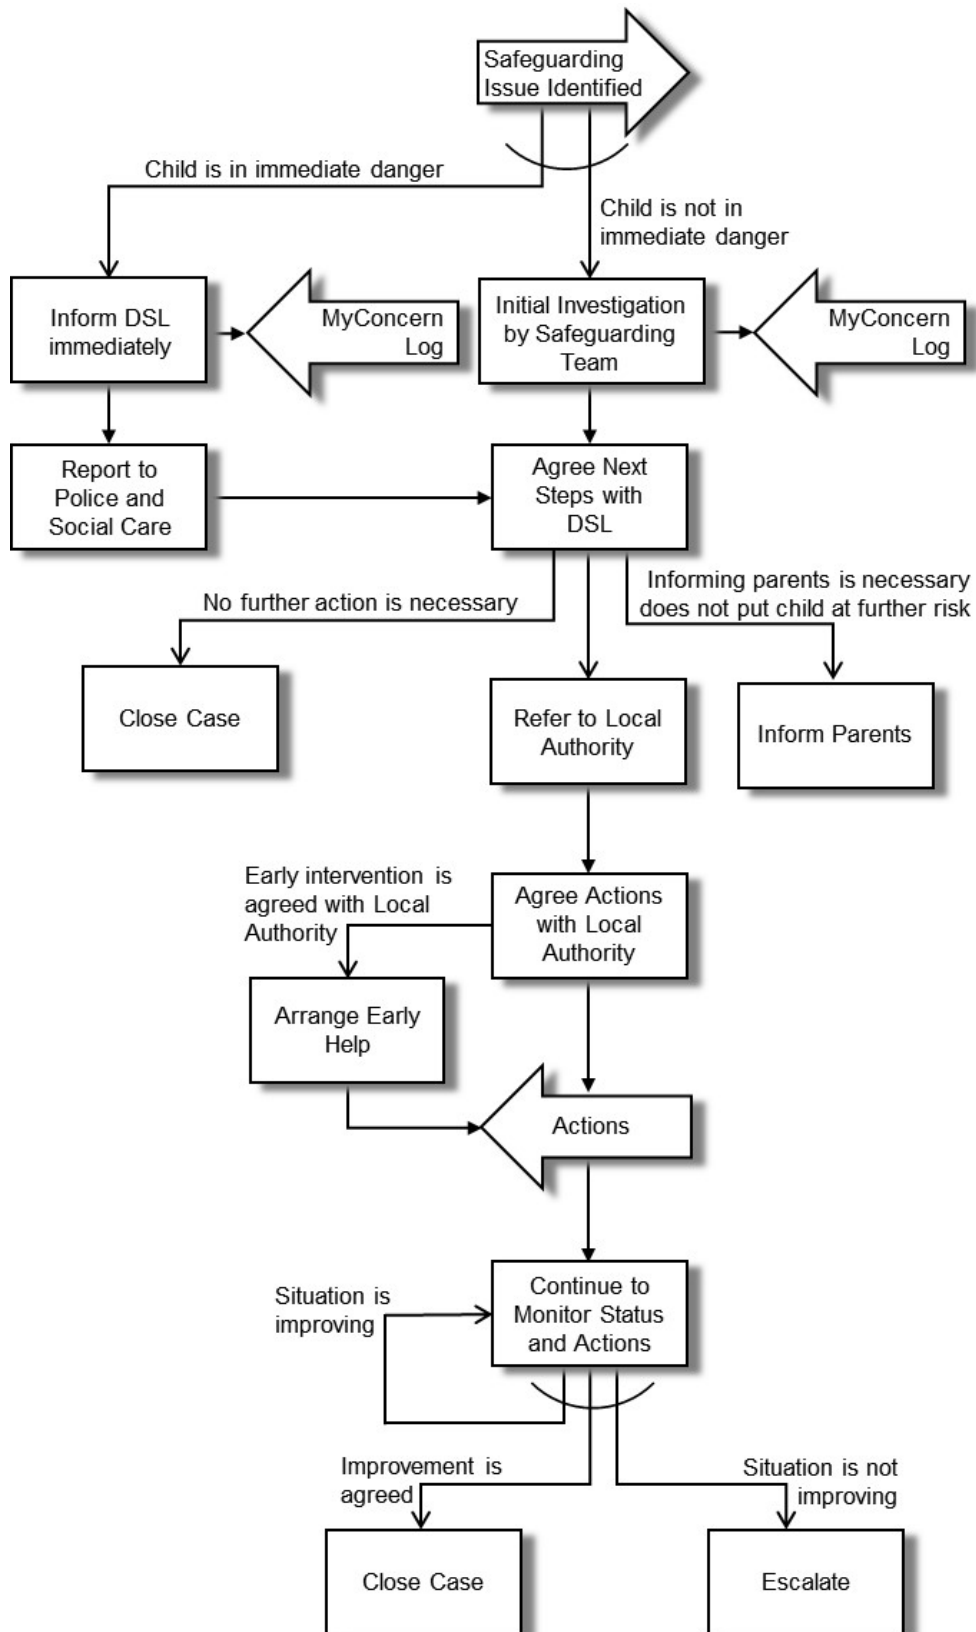 Safeguarding
Issue Identified
Child is in immediate danger
Child is not in
immediate danger
Inform DSL
immediately
MyConcern
Log
Initial Investigation
by Safeguarding
Team
MyConcern
Log
Report to
Police and
Social Care
Agree Next
Steps with
DSL
No further action is necessary
Informing parents is necessary
does not put child at further risk
Close Case
Refer to Local
Authority
Inform Parents
Early intervention is
agreed with Local
Authority
Agree Actions
with Local
Authority
Arrange Early
Help
Actions
Situation is
improving
Continue to
Monitor Status
and Actions
Improvement is
agreed
Situation is not
improving
Close Case
Escalate